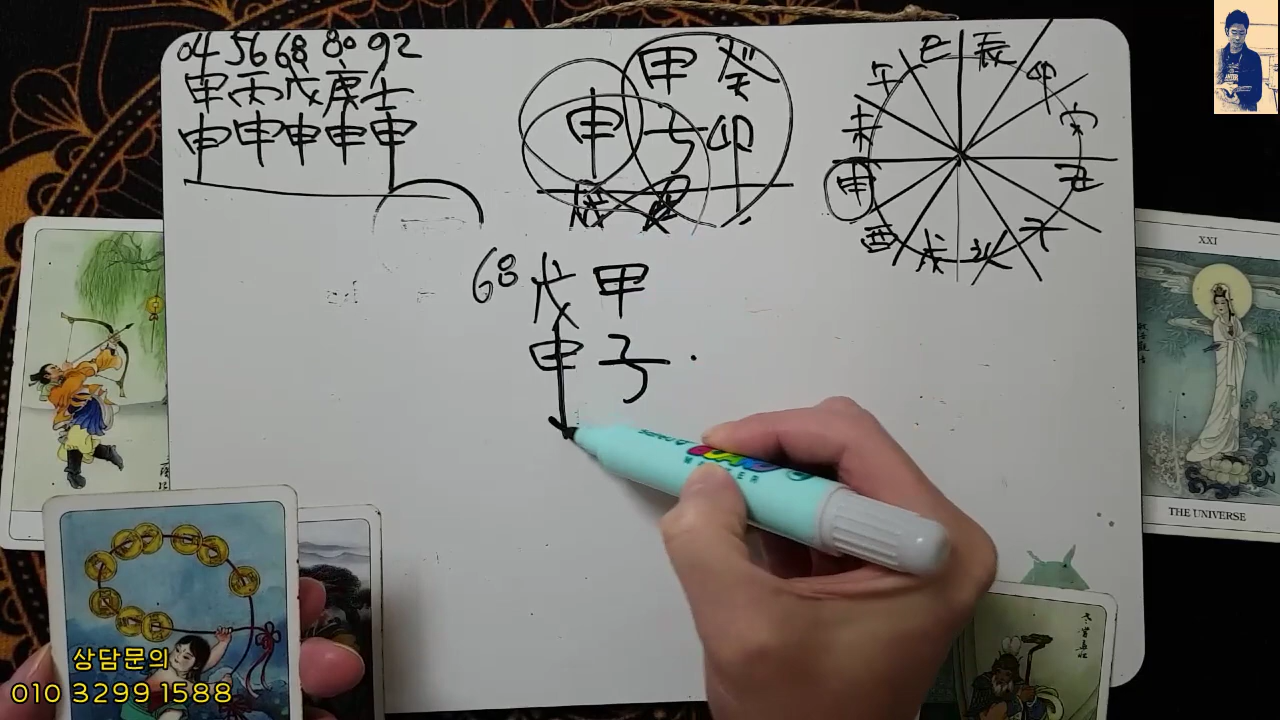 04 56 68 80 92
甲 丙 戊 庚 壬
申 申 申 申 申
甲 癸
申 子 卯
68 戊 甲
申 子
巳 辰
午 卯
未 寅
申 丑
酉 子
戌 亥
XXI
THE UNIVERSE
MARKER
상담문의
010 3299 1588